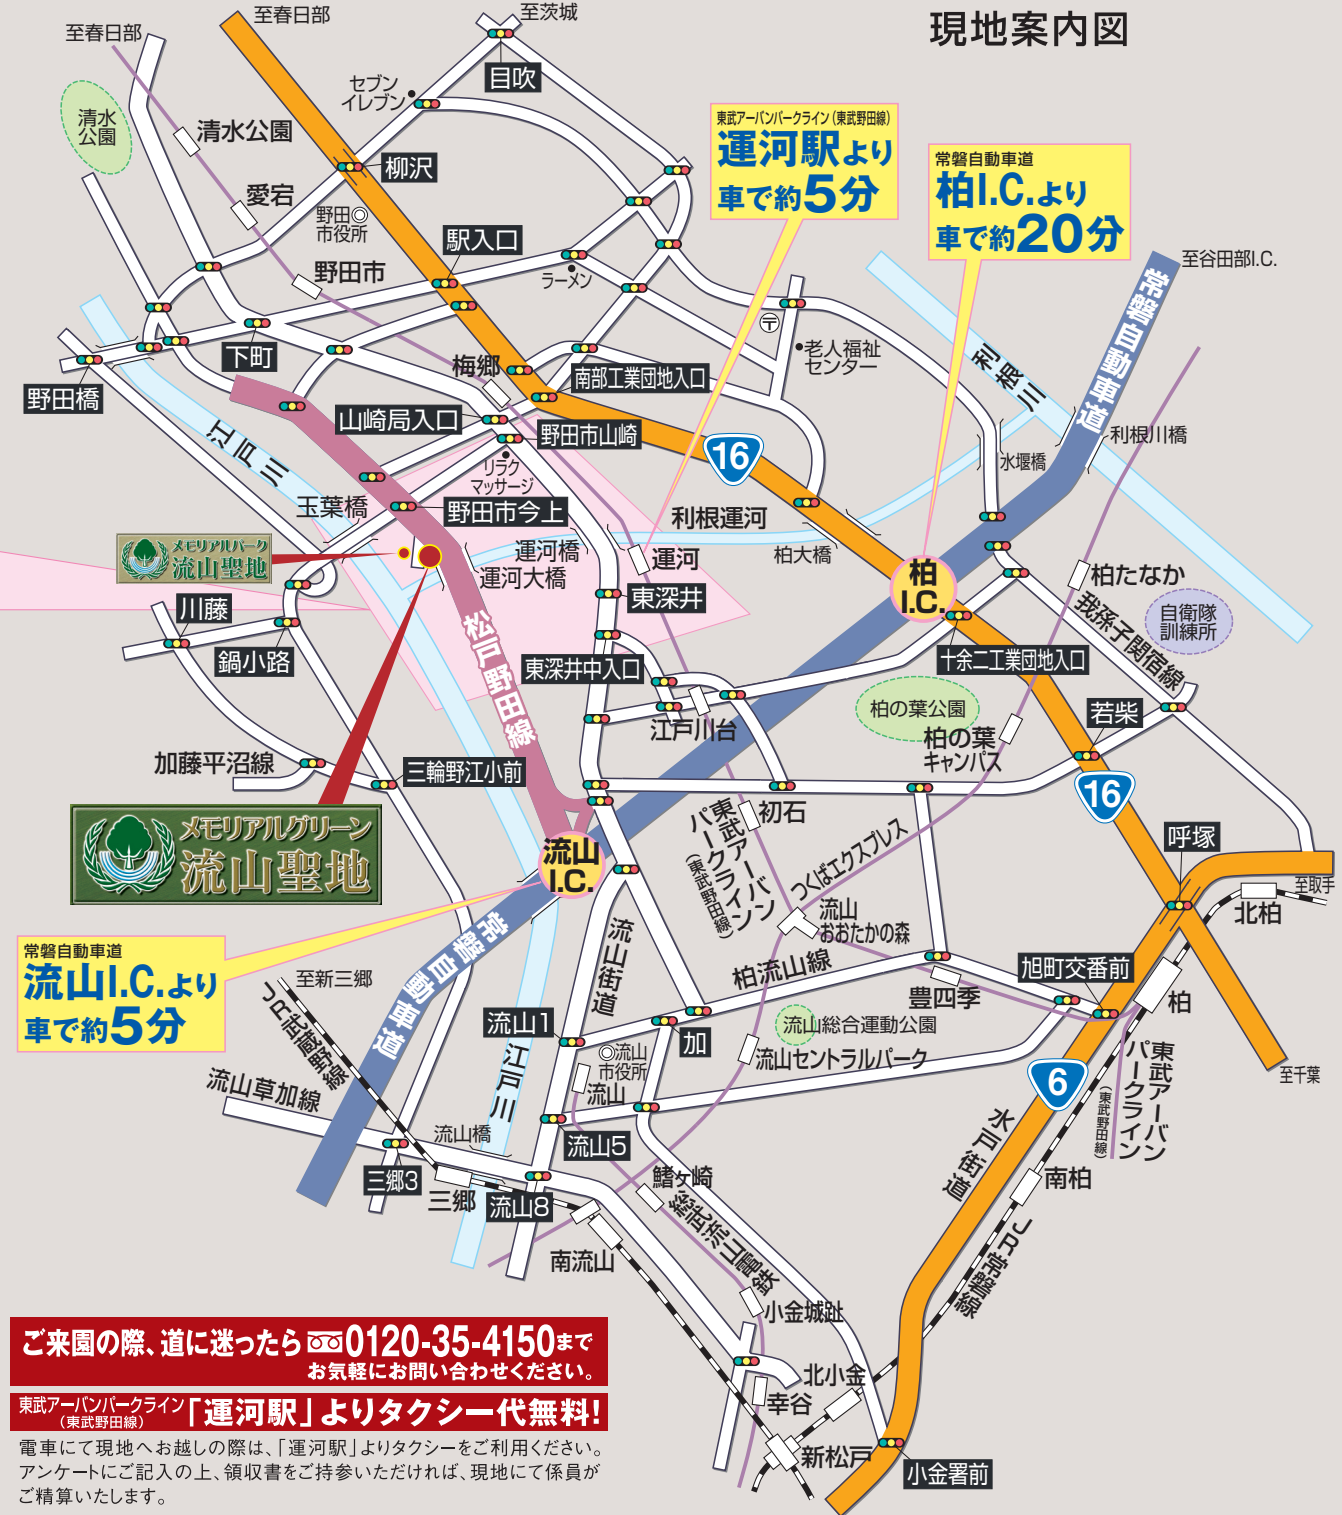 現地案内図
至春日部
至春日部
至茨城
目吹
セブン
イレブン
清水
公園
清水公園
柳沢
愛宕
野田
市役所
駅入口
野田市
ラーメン
東武アーバンパークライン(東武野田線)
運河駅より
車で約5分
常磐自動車道
柏I.C.より
車で約20分
至谷田部I.C.
常磐自動車道
利根川
〒
老人福祉
センター
下町
野田橋
梅郷
南部工業団地入口
山崎局入口
野田市山崎
16
利根川橋
水堰橋
江戸川
リラク
マッサージ
玉葉橋
野田市今上
利根運河
柏大橋
運河橋
運河大橋
運河
メモリアルパーク
流山聖地
柏
I.C.
柏たなか
我孫子関宿線
自衛隊
訓練所
川藤
東深井
鍋小路
松戸野田線
東深井中入口
十余二工業団地入口
江戸川台
柏の葉公園
柏の葉
キャンパス
若柴
加藤平沼線
三輪野江小前
16
初石
東武アーバン
パークライン
(東武野田線)
つくばエクスプレス
呼塚
メモリアルグリーン
流山聖地
流山
I.C.
至取手
北柏
流山
おおたかの森
常磐自動車道
流山街道
柏流山線
旭町交番前
豊四季
柏
常磐自動車道
流山I.C.より
車で約5分
至新三郷
JR武蔵野線
流山1
加
流山総合運動公園
流山
市役所
流山セントラルパーク
江戸川
流山
6
至千葉
東武アーバン
パークライン
(東武野田線)
流山草加線
流山橋
流山5
水戸街道
三郷3
三郷
流山8
鰭ヶ崎
総武流山電鉄
南柏
JR常磐線
南流山
小金城趾
北小金
幸谷
新松戸
小金署前
ご来園の際、道に迷ったら 0120-35-4150まで
お気軽にお問い合わせください。
東武アーバンパークライン
(東武野田線)
「運河駅」よりタクシー代無料!
電車にて現地へお越しの際は、「運河駅」よりタクシーをご利用ください。
アンケートにご記入の上、領収書をご持参いただければ、現地にて係員が
ご精算いたします。